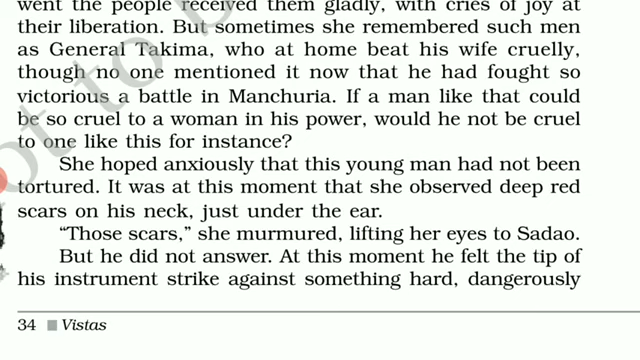 went the people received them gladly, with cries of joy at
their liberation. But sometimes she remembered such men
as General Takima, who at home beat his wife cruelly,
though no one mentioned it now that he had fought so
victorious a battle in Manchuria. If a man like that could
be so cruel to a woman in his power, would he not be cruel
to one like this for instance?
She hoped anxiously that this young man had not been
tortured. It was at this moment that she observed deep red
scars on his neck, just under the ear.
“Those scars,” she murmured, lifting her eyes to Sadao.
But he did not answer. At this moment he felt the tip of
his instrument strike against something hard, dangerously
34 ■ Vistas